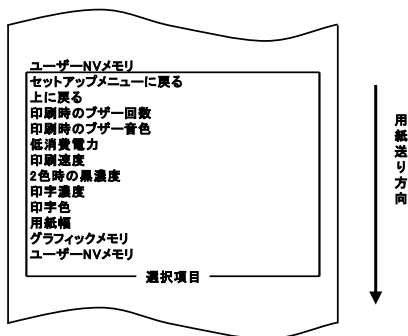 ユーザーNVメモリ
セットアップメニューに戻る
上に戻る
印刷時のブザー回数
印刷時のブザー音色
低消費電力
印刷速度
2色時の黒濃度
印字濃度
印字色
用紙幅
グラフィックメモリ
ユーザーNVメモリ
選択項目
用紙送り方向